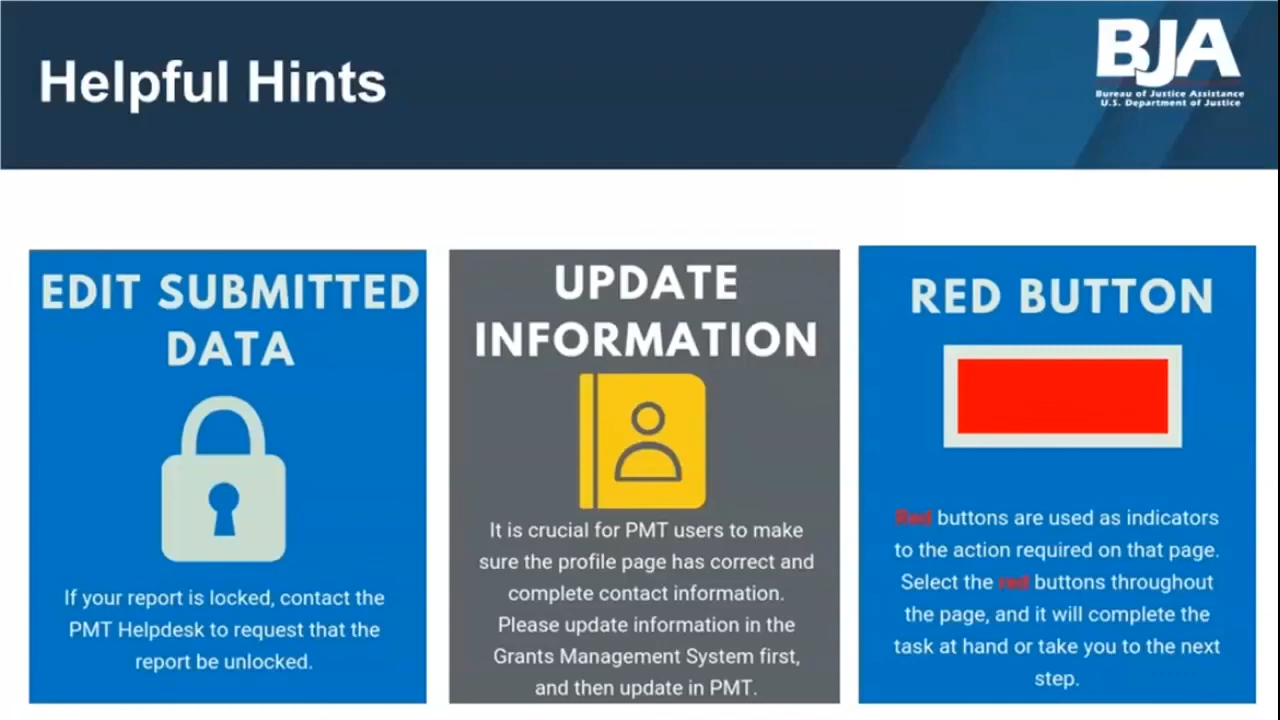 Helpful Hints
BJA
Bureau of Justice Assistance
U.S. Department of Justice
EDIT SUBMITTED
DATA
If your report is locked, contact the
PMT Helpdesk to request that the
report be unlocked.
UPDATE
INFORMATION
It is crucial for PMT users to make
sure the profile page has correct and
complete contact information.
Please update information in the
Grants Management System first,
and then update in PMT.
RED BUTTON
Red buttons are used as indicators
to the action required on that page.
Select the red buttons throughout
the page, and it will complete the
task at hand or take you to the next
step.